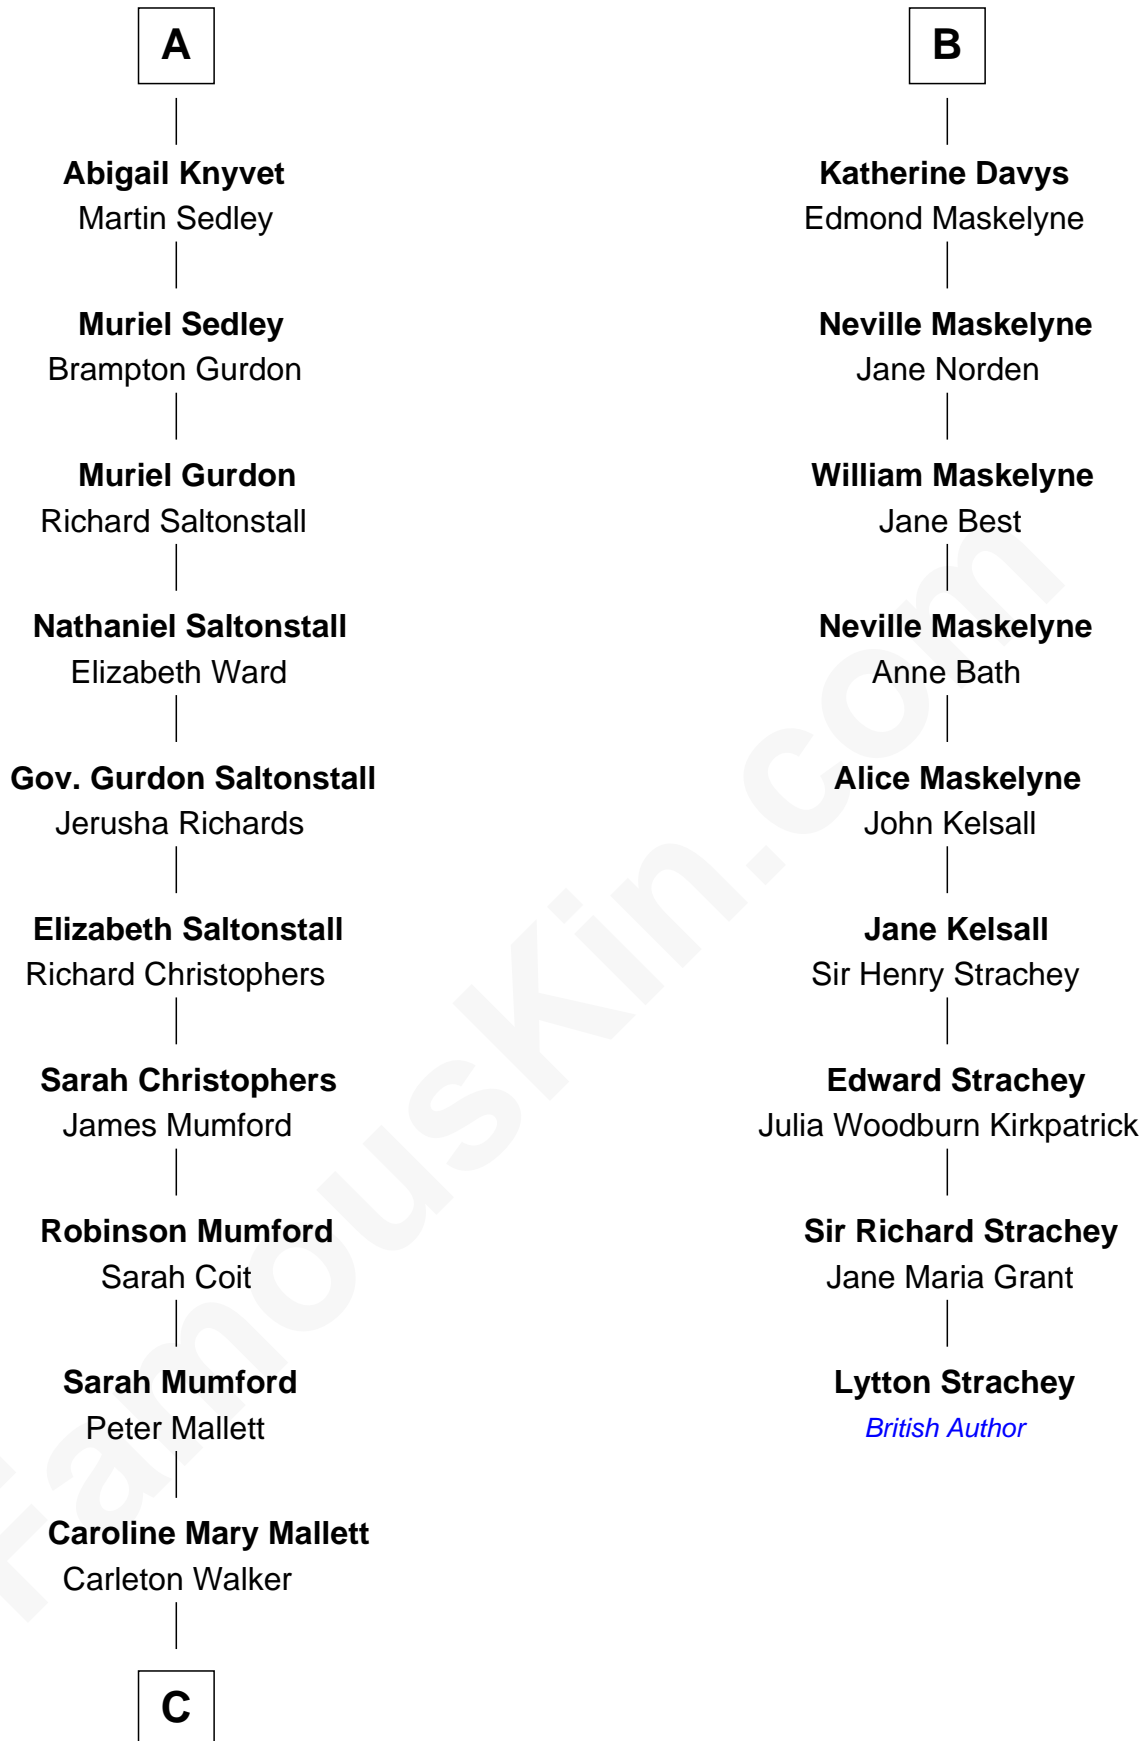 A
Abigail Knyvet
Martin Sedley
Muriel Sedley
Brampton Gurdon
Muriel Gurdon
Richard Saltonstall
Nathaniel Saltonstall
Elizabeth Ward
Gov. Gurdon Saltonstall
Jerusha Richards
Elizabeth Saltonstall
Richard Christophers
Sarah Christophers
James Mumford
Robinson Mumford
Sarah Coit
Sarah Mumford
Peter Mallett
Caroline Mary Mallett
Carleton Walker
C
B
Katherine Davys
Edmond Maskelyne
Neville Maskelyne
Jane Norden
William Maskelyne
Jane Best
Neville Maskelyne
Anne Bath
Alice Maskelyne
John Kelsall
Jane Kelsall
Sir Henry Strachey
Edward Strachey
Julia Woodburn Kirkpatrick
Sir Richard Strachey
Jane Maria Grant
Lytton Strachey
British Author
FamousKin.com